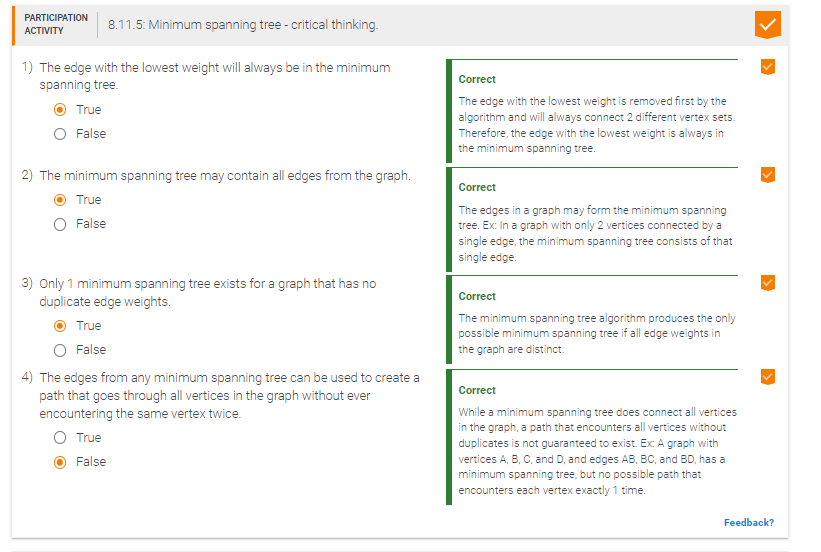 PARTICIPATION
ACTIVITY
8.11.5: Minimum spanning tree - critical thinking.
1) The edge with the lowest weight will always be in the minimum
spanning tree.
True
False
Correct
The edge with the lowest weight is removed first by the
algorithm and will always connect 2 different vertex sets.
Therefore, the edge with the lowest weight is always in
the minimum spanning tree.
2) The minimum spanning tree may contain all edges from the graph.
True
False
Correct
The edges in a graph may form the minimum spanning
tree. Ex: In a graph with only 2 vertices connected by a
single edge, the minimum spanning tree consists of that
single edge.
3) Only 1 minimum spanning tree exists for a graph that has no
duplicate edge weights.
True
False
Correct
The minimum spanning tree algorithm produces the only
possible minimum spanning tree if all edge weights in
the graph are distinct.
4) The edges from any minimum spanning tree can be used to create a
path that goes through all vertices in the graph without ever
encountering the same vertex twice.
True
False
Correct
While a minimum spanning tree does connect all vertices
in the graph, a path that encounters all vertices without
duplicates is not guaranteed to exist. Ex: A graph with
vertices A, B, C, and D, and edges AB, BC, and BD, has a
minimum spanning tree, but no possible path that
encounters each vertex exactly 1 time.
Feedback?